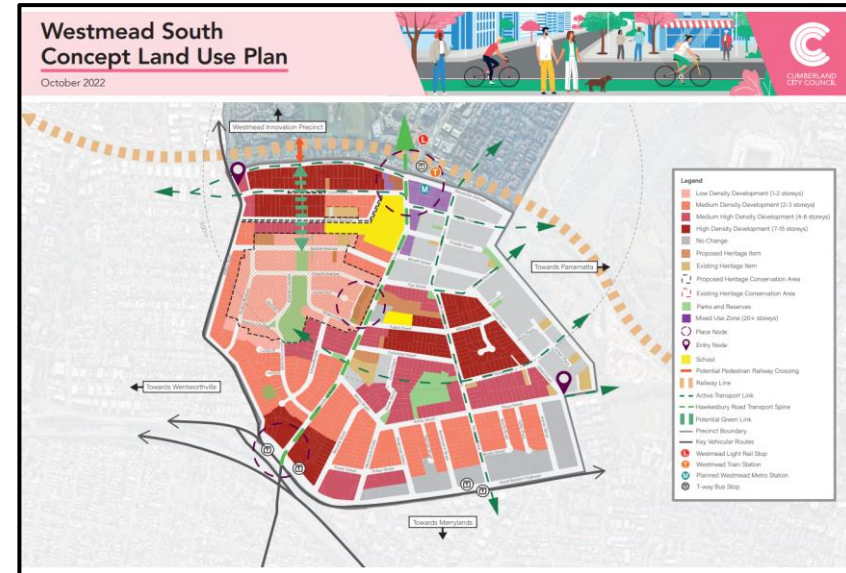 Westmead South
Concept Land Use Plan
October 2022
CUMBERLAND
CITY COUNCIL
Westmead Innovation Precinct
L
T
M
Towards Parramatta
Towards Wentworthville
Towards Merrylands
Legend
Low Density Development (1-2 storeys)
Medium Density Development (2-3 storeys)
Medium High Density Development (4-6 storeys)
High Density Development (7-15 storeys)
No Change
Proposed Heritage Item
Existing Heritage Item
Proposed Heritage Conservation Area
Existing Heritage Conservation Area
Parks and Reserves
Mixed Use Zone (20+ storeys)
Place Node
Entry Node
School
Potential Pedestrian Railway Crossing
Railway Line
Active Transport Link
Hawkesbury Road Transport Spine
Potential Green Link
Precinct Boundary
Key Vehicular Routes
L Westmead Light Rail Stop
T Westmead Train Station
M Planned Westmead Metro Station
T-way Bus Stop